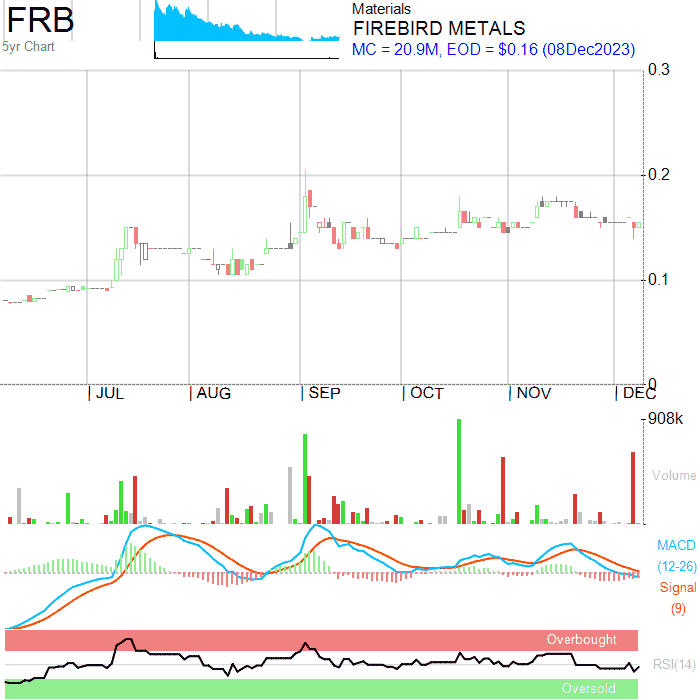 FRB
5yr Chart
Materials
FIREBIRD METALS
MC = 20.9M, EOD = $0.16 (08Dec2023)
0.3
0.2
0.1
0
JUL AUG SEP OCT NOV DEC
908k
Volume
MACD
(12-26)
Signal
(9)
Overbought
RSI(14)
Oversold